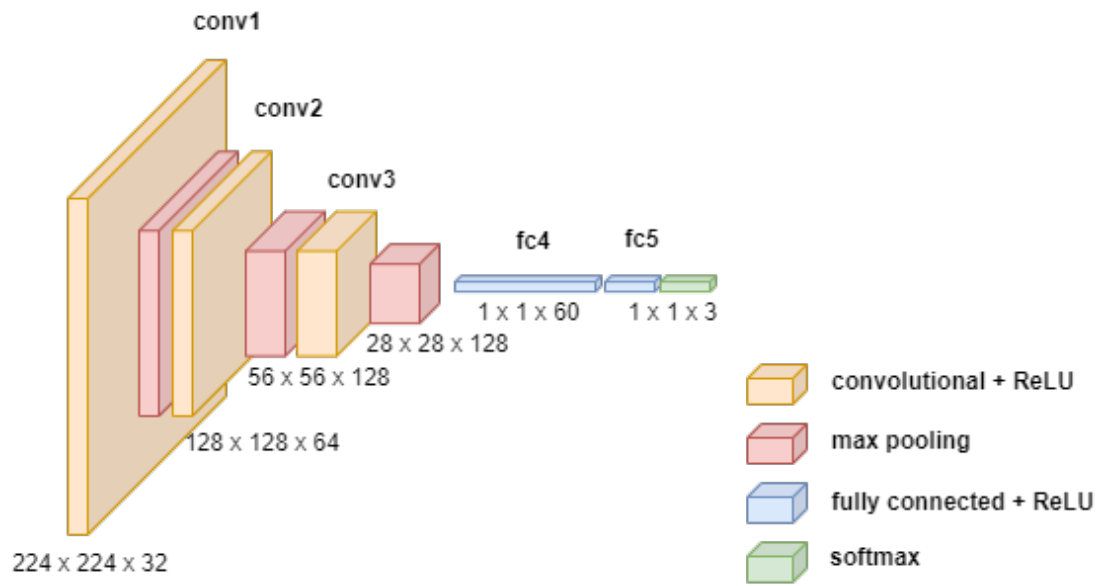 conv1
conv2
conv3
fc4
fc5
1 x 1 x 60
1 x 1 x 3
28 x 28 x 128
56 x 56 x 128
128 x 128 x 64
224 x 224 x 32
convolutional + ReLU
max pooling
fully connected + ReLU
softmax